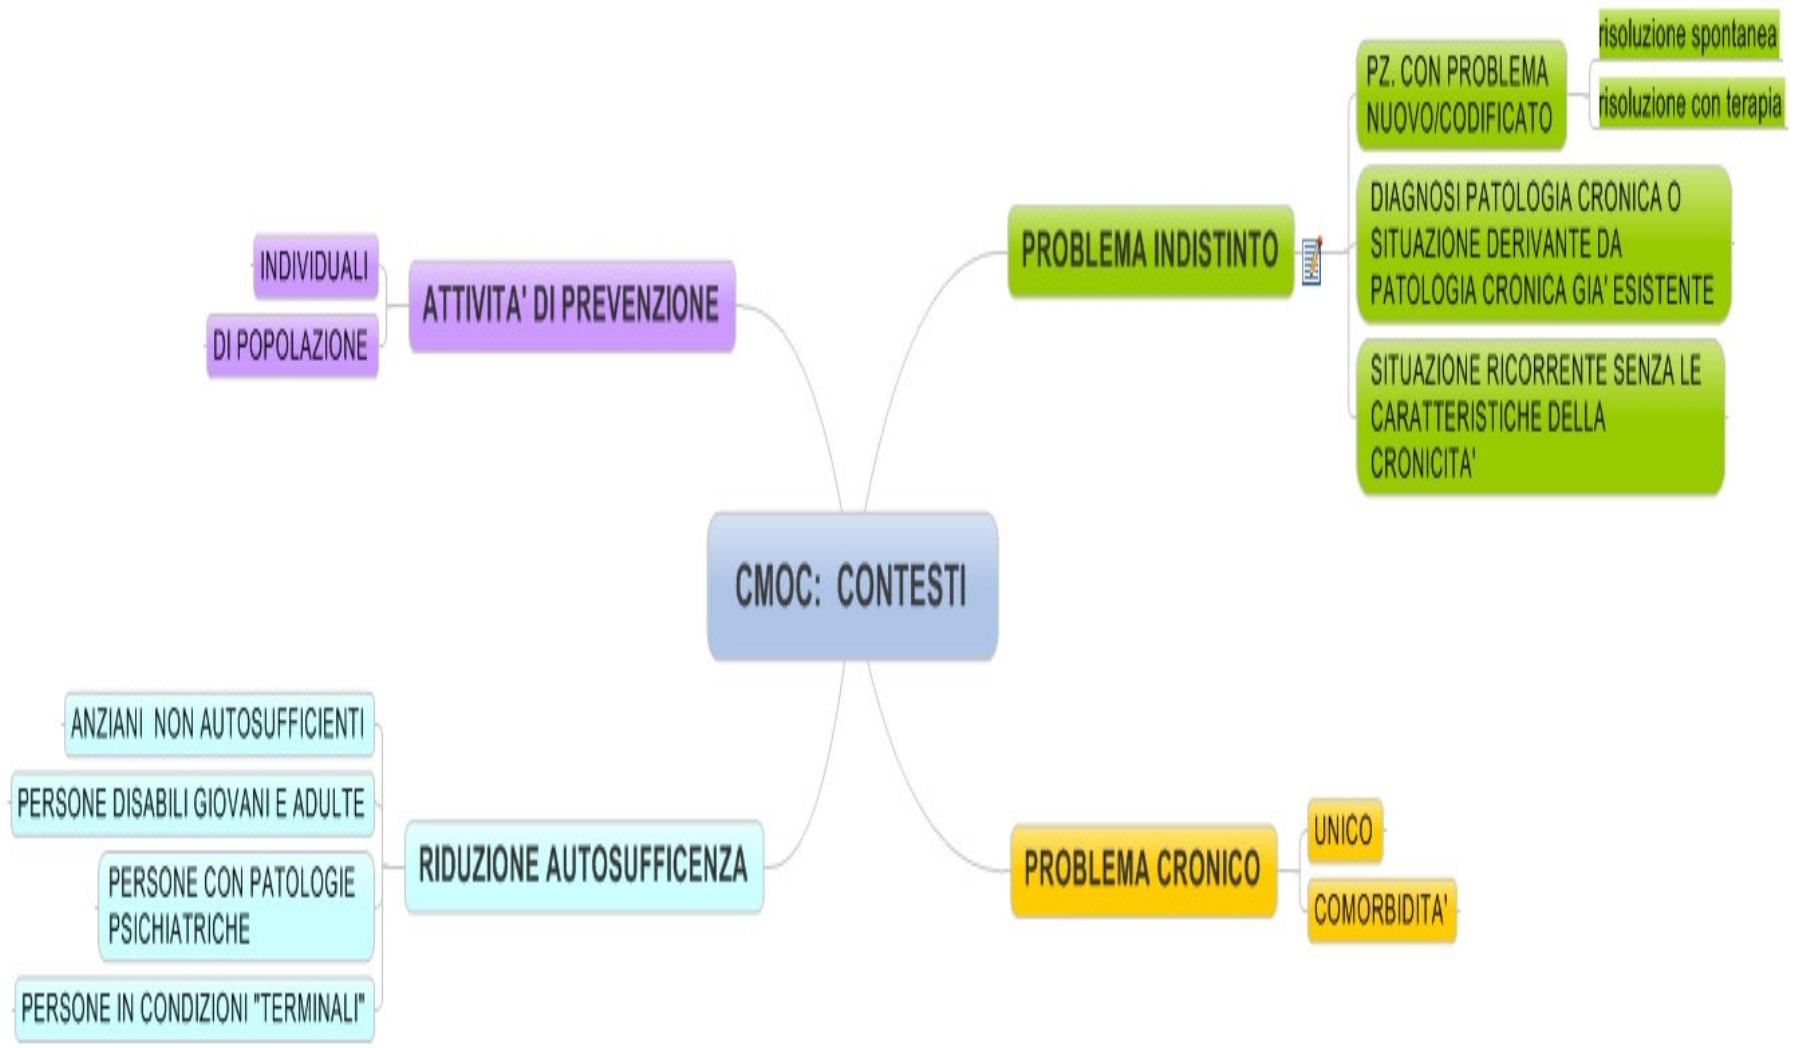 risoluzione spontanea
PZ. CON PROBLEMA
NUOVO/CODIFICATO
risoluzione con terapia
DIAGNOSI PATOLOGIA CRONICA O
SITUAZIONE DERIVANTE DA
PATOLOGIA CRONICA GIA' ESISTENTE
PROBLEMA INDISTINTO
SITUAZIONE RICORRENTE SENZA LE
CARATTERISTICHE DELLA
CRONICITA'
INDIVIDUALI
ATTIVITA' DI PREVENZIONE
DI POPOLAZIONE
CMOC: CONTESTI
ANZIANI NON AUTOSUFFICIENTI
PERSONE DISABILI GIOVANI E ADULTE
RIDUZIONE AUTOSUFFICENZA
PERSONE CON PATOLOGIE
PSICHIATRICHE
PERSONE IN CONDIZIONI "TERMINALI"
UNICO
PROBLEMA CRONICO
COMORBIDITA'